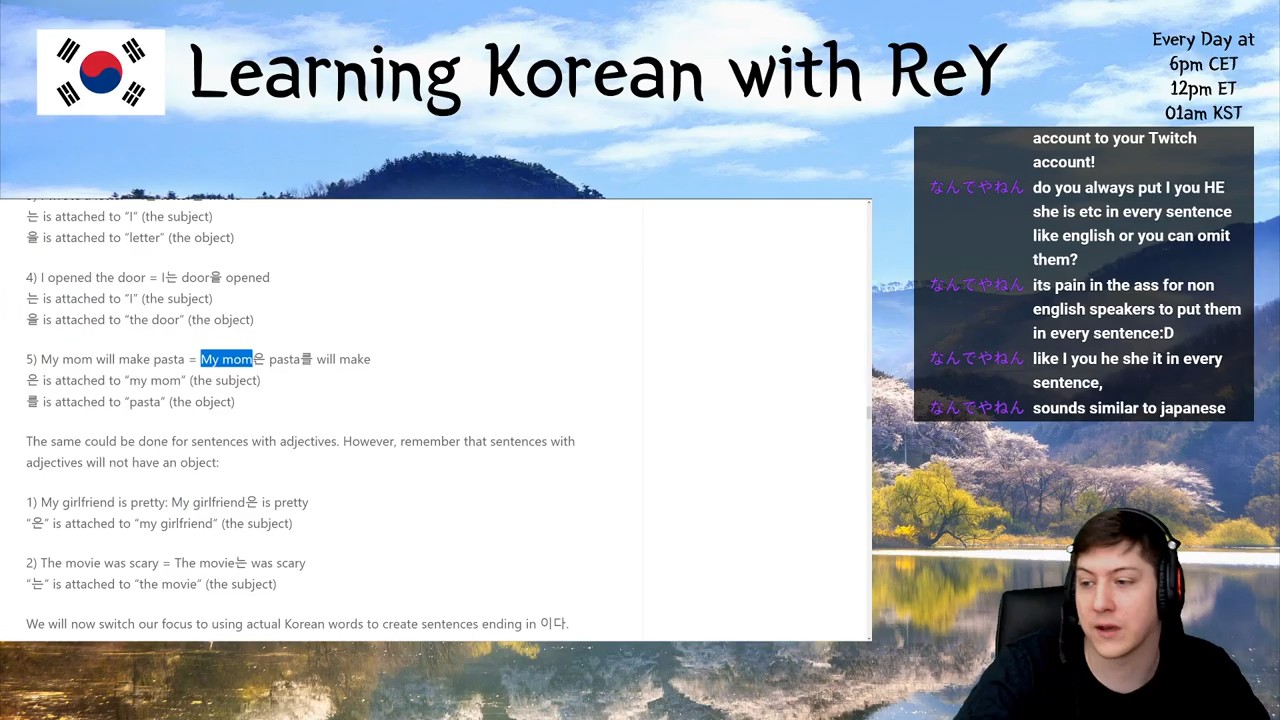 Learning Korean with ReY
Every Day at
6pm CET
12pm ET
01am KST
account to your Twitch
account!
なんてやねん do you always put I you HE
she is etc in every sentence
like english or you can omit
them?
なんてやねん its pain in the ass for non
english speakers to put them
in every sentence:D
なんてやねん like I you he she it in every
sentence,
なんてやねん sounds similar to japanese
는 is attached to “I” (the subject)
을 is attached to “letter” (the object)
4) I opened the door = I는 door을 opened
는 is attached to “I” (the subject)
을 is attached to “the door” (the object)
5) My mom will make pasta = My mom은 pasta를 will make
은 is attached to “my mom” (the subject)
를 is attached to “pasta” (the object)
The same could be done for sentences with adjectives. However, remember that sentences with
adjectives will not have an object:
1) My girlfriend is pretty: My girlfriend은 is pretty
“은” is attached to “my girlfriend” (the subject)
2) The movie was scary = The movie는 was scary
“는” is attached to “the movie” (the subject)
We will now switch our focus to using actual Korean words to create sentences ending in 이다.